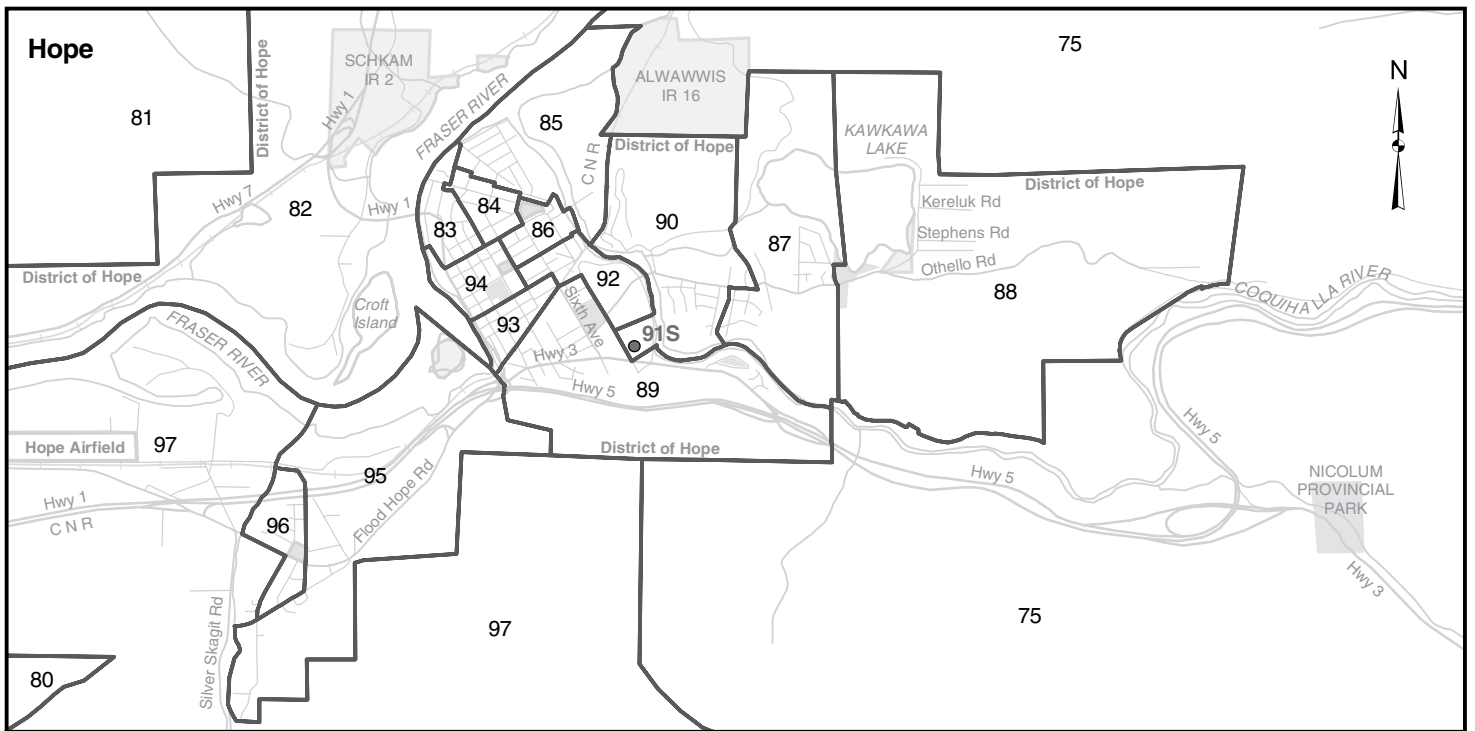 Hope
75
N
81
District of Hope
SCHKAM
IR 2
Hwy 1
FRASER RIVER
ALWAWWIS
IR 16
85
CNR
District of Hope
KAWKAWA
LAKE
District of Hope
Hwy 7
82
Hwy 1
84
83
86
90
87
Kereluk Rd
Stephens Rd
Othello Rd
88
COQUIHALLA RIVER
District of Hope
94
92
Croft
Island
93
Sixth Ave
91S
FRASER RIVER
Hwy 3
89
Hwy 5
Hwy 5
Hope Airfield
97
District of Hope
95
Flood Hope Rd
Hwy 5
NICOLUM
PROVINCIAL
PARK
Hwy 1
CNR
96
Hwy 3
Silver Skagit Rd
97
75
80